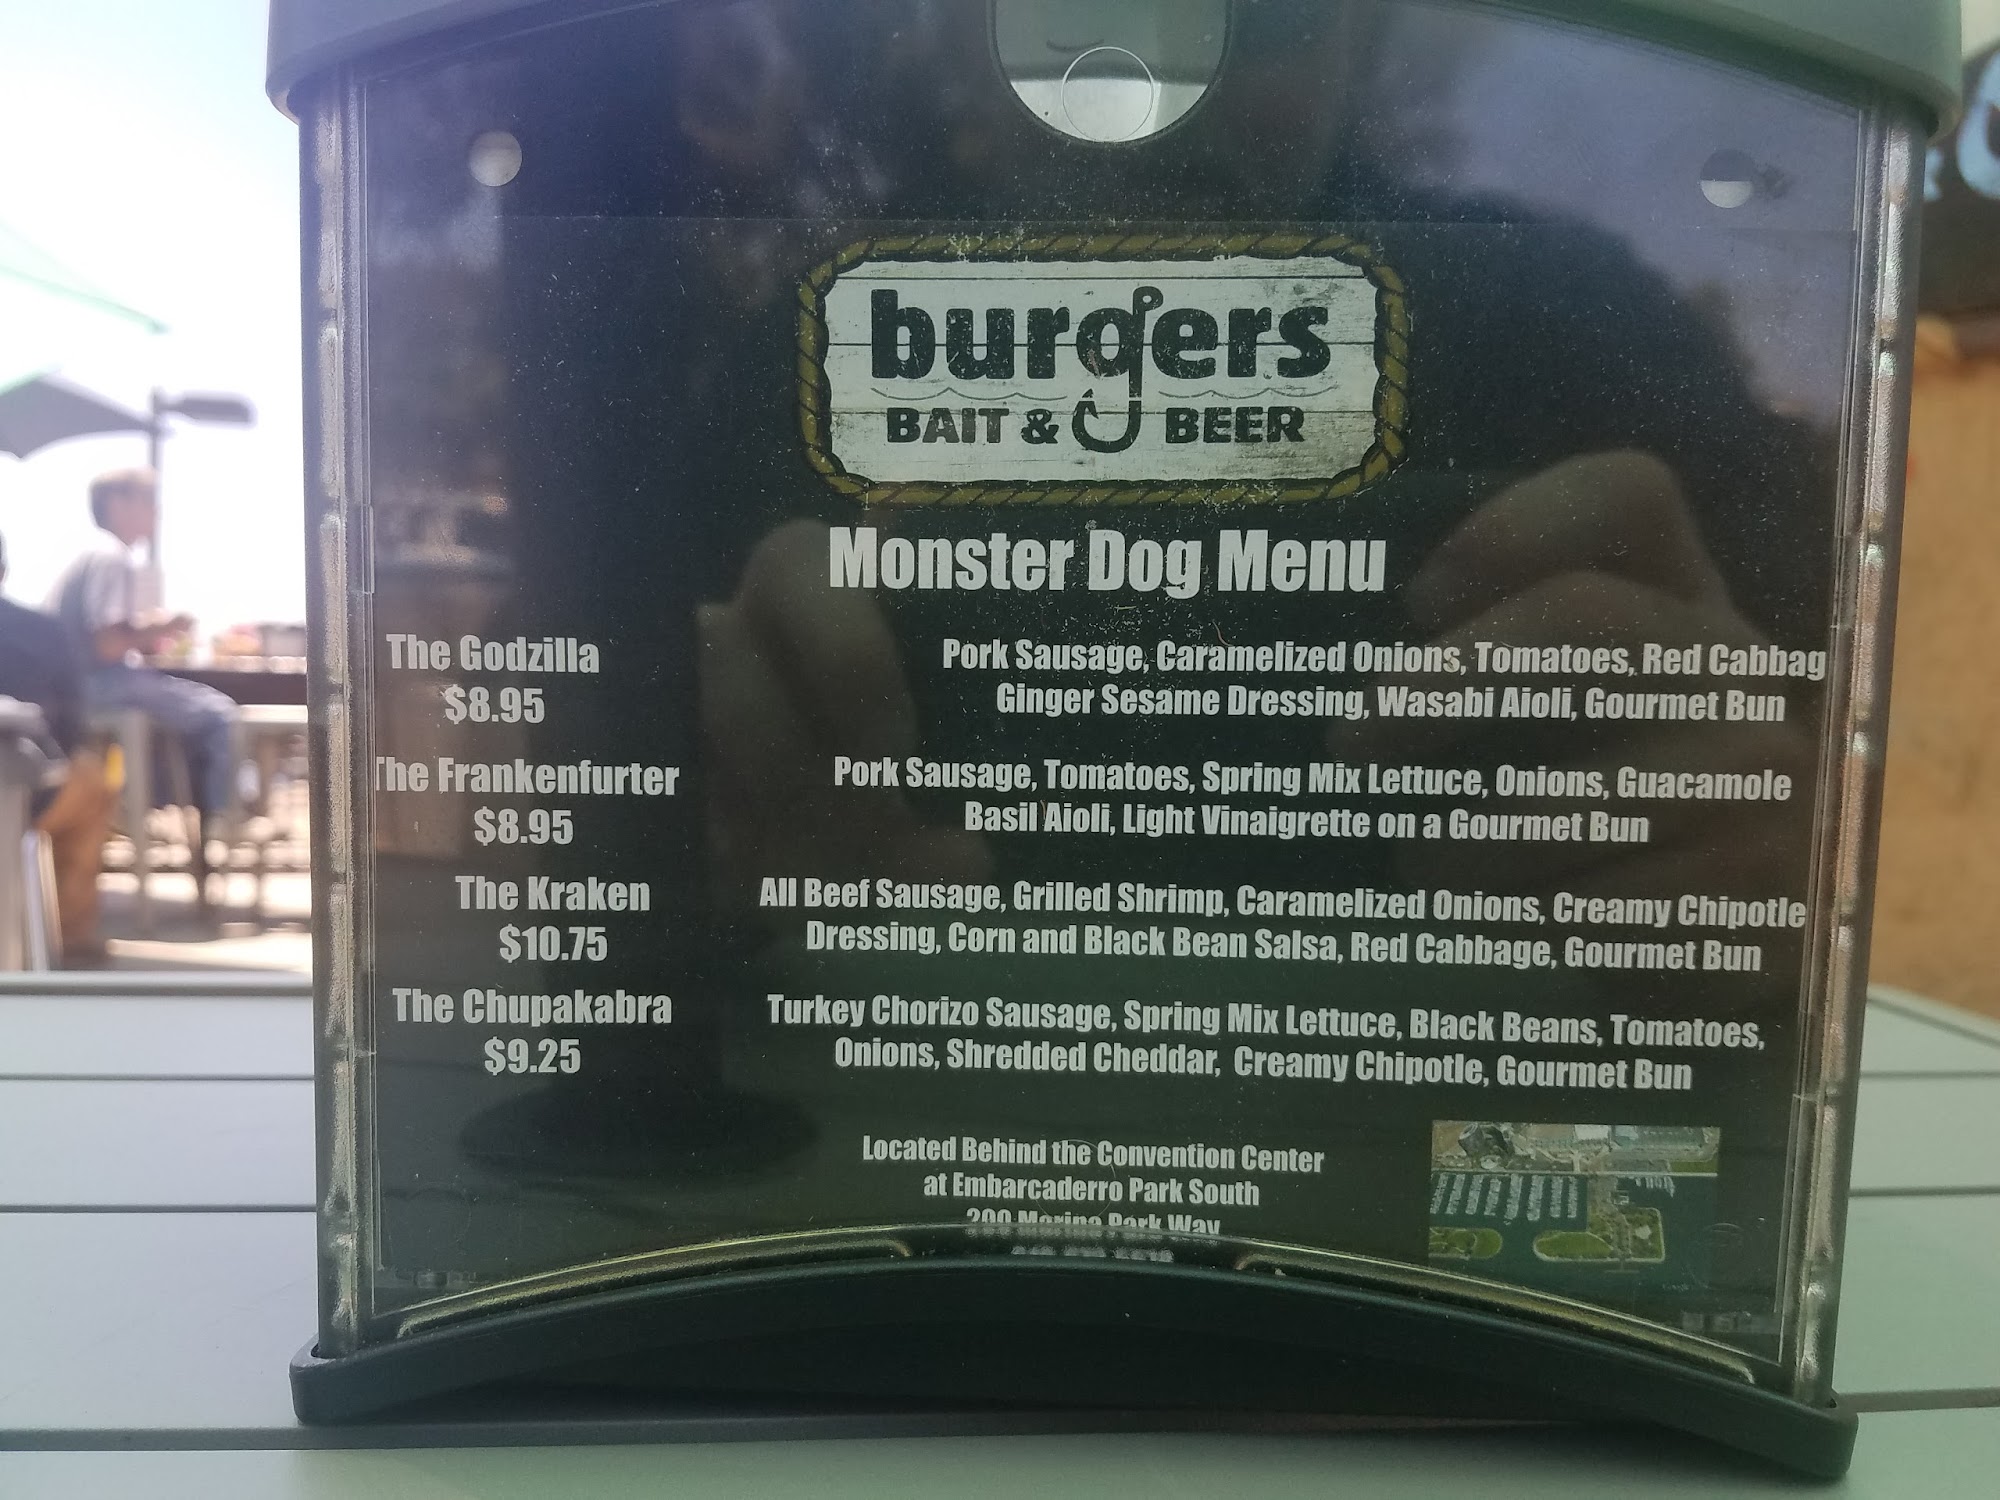 burgers
BAIT & BEER
Monster Dog Menu
The Godzilla
$8.95
Pork Sausage, Caramelized Onions, Tomatoes, Red Cabbag
Ginger Sesame Dressing, Wasabi Aioli, Gourmet Bun
The Frankenfurter
$8.95
Pork Sausage, Tomatoes, Spring Mix Lettuce, Onions, Guacamole
Basil Aioli, Light Vinaigrette on a Gourmet Bun
The Kraken
$10.75
All Beef Sausage, Grilled Shrimp, Caramelized Onions, Creamy Chipotle
Dressing, Corn and Black Bean Salsa, Red Cabbage, Gourmet Bun
The Chupakabra
$9.25
Turkey Chorizo Sausage, Spring Mix Lettuce, Black Beans, Tomatoes,
Onions, Shredded Cheddar, Creamy Chipotle, Gourmet Bun
Located Behind the Convention Center
at Embarcaderro Park South
200 Marina Park Way